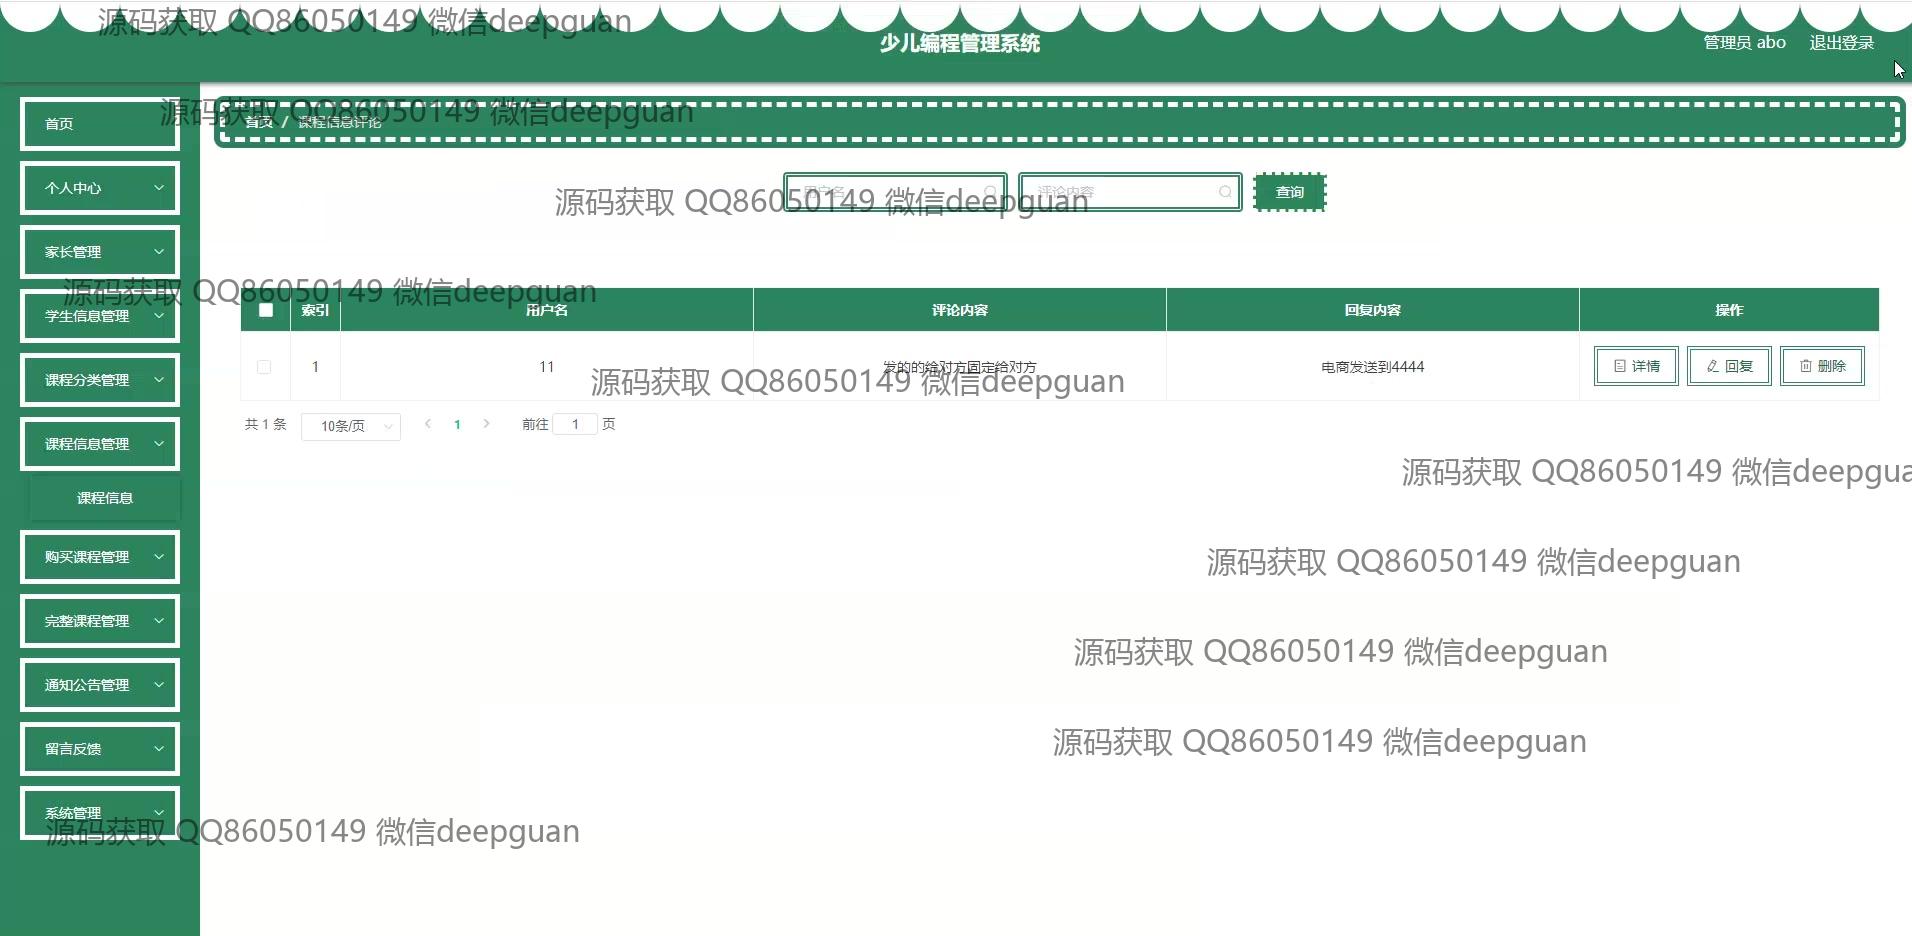 源码获取 QQ86050149 微信deepguan
少儿编程管理系统
管理员 abo 退出登录
源码获取 QQ86050149 微信deepguan
首页
首页 / 课程信息评论
个人中心
用户名
评论内容
查询
源码获取 QQ86050149 微信deepguan
家长管理
源码获取 QQ86050149 微信deepguan
学生信息管理
索引 用户名 评论内容 回复内容 操作
1 11 发的的给对方固定给对方 电商发送到4444 详情 回复 删除
源码获取 QQ86050149 微信deepguan
课程分类管理
共 1 条 10条/页 1 前往 1 页
课程信息管理
源码获取 QQ86050149 微信deepgua
课程信息
购买课程管理
源码获取 QQ86050149 微信deepguan
完整课程管理
源码获取 QQ86050149 微信deepguan
通知公告管理
源码获取 QQ86050149 微信deepguan
留言反馈
系统管理
源码获取 QQ86050149 微信deepguan